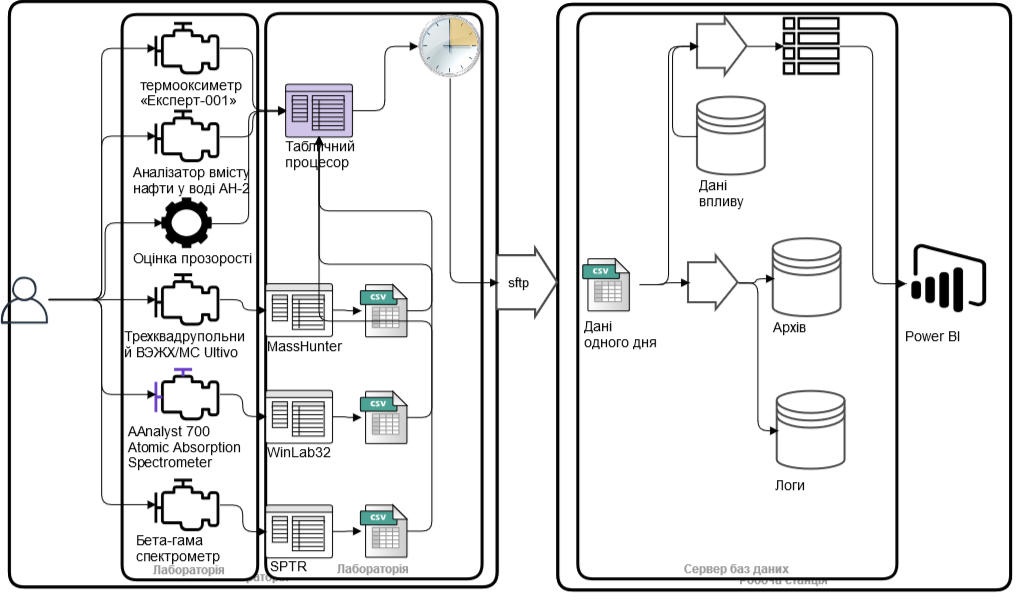 термооксиметр
«Експерт-001»
Аналізатор вмісту
нафти у воді АН-2
Оцінка прозорості
Трехквадрупольни
й ВЭЖХ/МС Ultivo
AAnalyst 700
Atomic Absorption
Spectrometer
Бета-гама
спектрометр
Лабораторія
Табличний
процесор
MassHunter
CSV
WinLab32
CSV
SPTR
CSV
Лабораторія
sftp
CSV
Дані
одного дня
Дані
впливу
Архів
Логи
Сервер баз даних
Робоча станція
Power BI